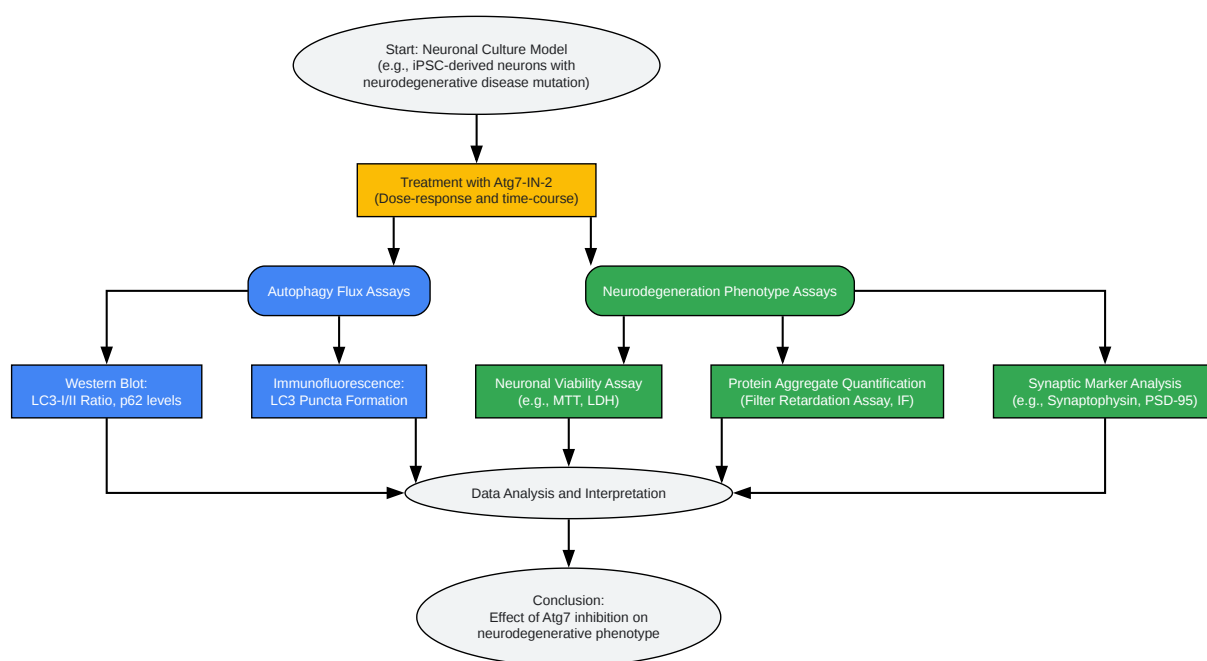 Start: Neuronal Culture Model
(e.g., iPSC-derived neurons with
neurodegenerative disease mutation)
Treatment with Atg7-IN-2
(Dose-response and time-course)
Autophagy Flux Assays
Neurodegeneration Phenotype Assays
Western Blot:
LC3-I/II Ratio, p62 levels
Immunofluorescence:
LC3 Puncta Formation
Neuronal Viability Assay
(e.g., MTT, LDH)
Protein Aggregate Quantification
(Filter Retardation Assay, IF)
Synaptic Marker Analysis
(e.g., Synaptophysin, PSD-95)
Data Analysis and Interpretation
Conclusion:
Effect of Atg7 inhibition on
neurodegenerative phenotype